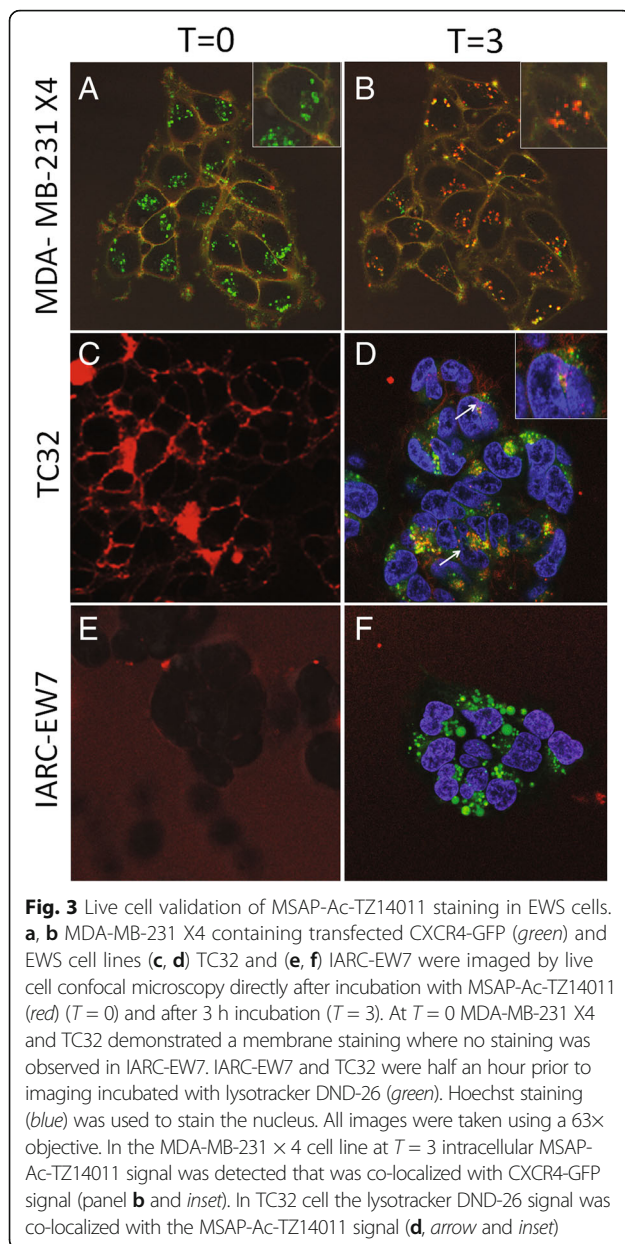 T=0 T=3
MDA- MB-231 X4
A B
TC32
C D
IARC-EW7
E F
Fig. 3 Live cell validation of MSAP-Ac-TZ14011 staining in EWS cells.
a, b MDA-MB-231 X4 containing transfected CXCR4-GFP (green) and
EWS cell lines (c, d) TC32 and (e, f) IARC-EW7 were imaged by live
cell confocal microscopy directly after incubation with MSAP-Ac-TZ14011
(red) (T = 0) and after 3 h incubation (T = 3). At T = 0 MDA-MB-231 X4
and TC32 demonstrated a membrane staining where no staining was
observed in IARC-EW7. IARC-EW7 and TC32 were half an hour prior to
imaging incubated with lysotracker DND-26 (green). Hoechst staining
(blue) was used to stain the nucleus. All images were taken using a 63×
objective. In the MDA-MB-231 × 4 cell line at T = 3 intracellular MSAP-
Ac-TZ14011 signal was detected that was co-localized with CXCR4-GFP
signal (panel b and inset). In TC32 cell the lysotracker DND-26 signal was
co-localized with the MSAP-Ac-TZ14011 signal (d, arrow and inset)